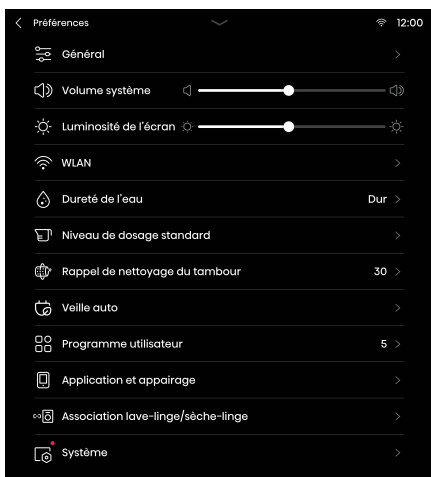 Préférences 12:00
Général
Volume système
Luminosité de l'écran
WLAN
Dureté de l'eau Dur
Niveau de dosage standard
Rappel de nettoyage du tambour 30
Veille auto
Programme utilisateur 5
Application et appairage
Association lave-linge/sèche-linge
Système